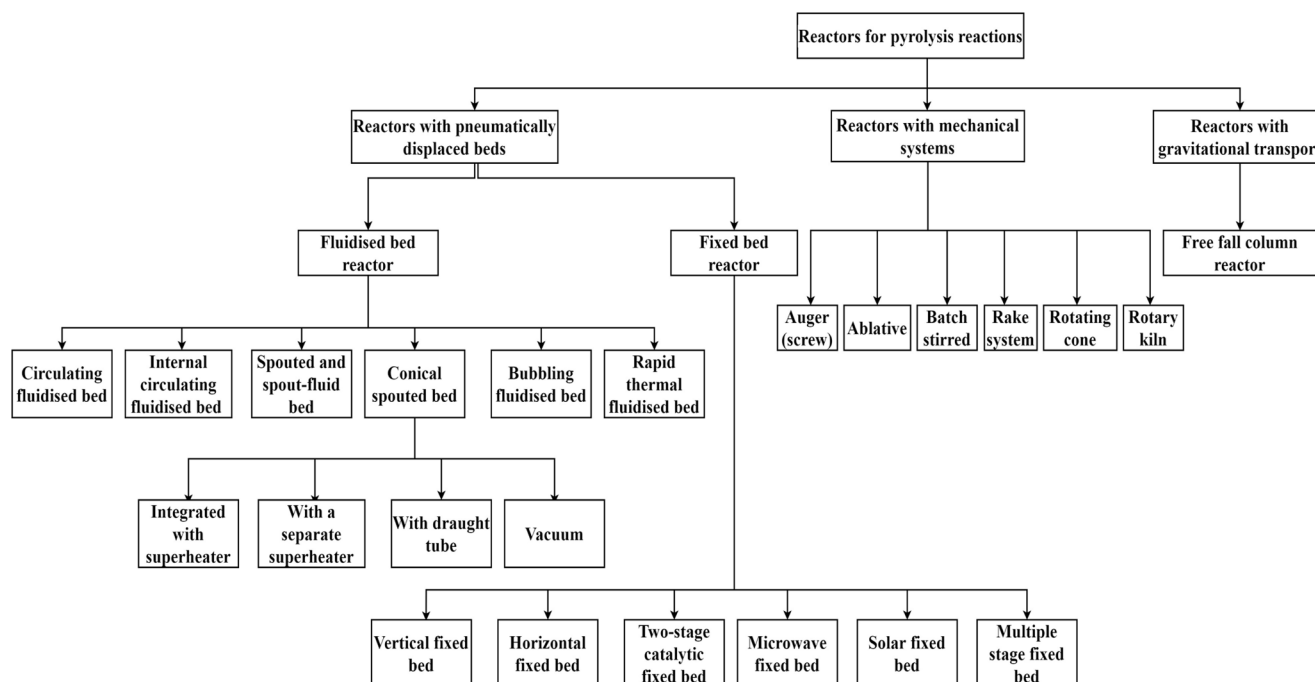 Reactors for pyrolysis reactions
Reactors with pneumatically
displaced beds
Reactors with mechanical
systems
Reactors with
gravitational transpor
Fluidised bed
reactor
Fixed bed
reactor
Free fall column
reactor
Auger
(screw)
Ablative
Batch
stirred
Rake
system
Rotating
cone
Rotary
kiln
Circulating
fluidised bed
Internal
circulating
fluidised bed
Spouted and
spout-fluid
bed
Conical
spouted bed
Bubbling
fluidised bed
Rapid
thermal
fluidised bed
Integrated
with
superheater
With a
separate
superheater
With draught
tube
Vacuum
Vertical fixed
bed
Horizontal
fixed bed
Two-stage
catalytic
fixed bed
Microwave
fixed bed
Solar fixed
bed
Multiple
stage fixed
bed